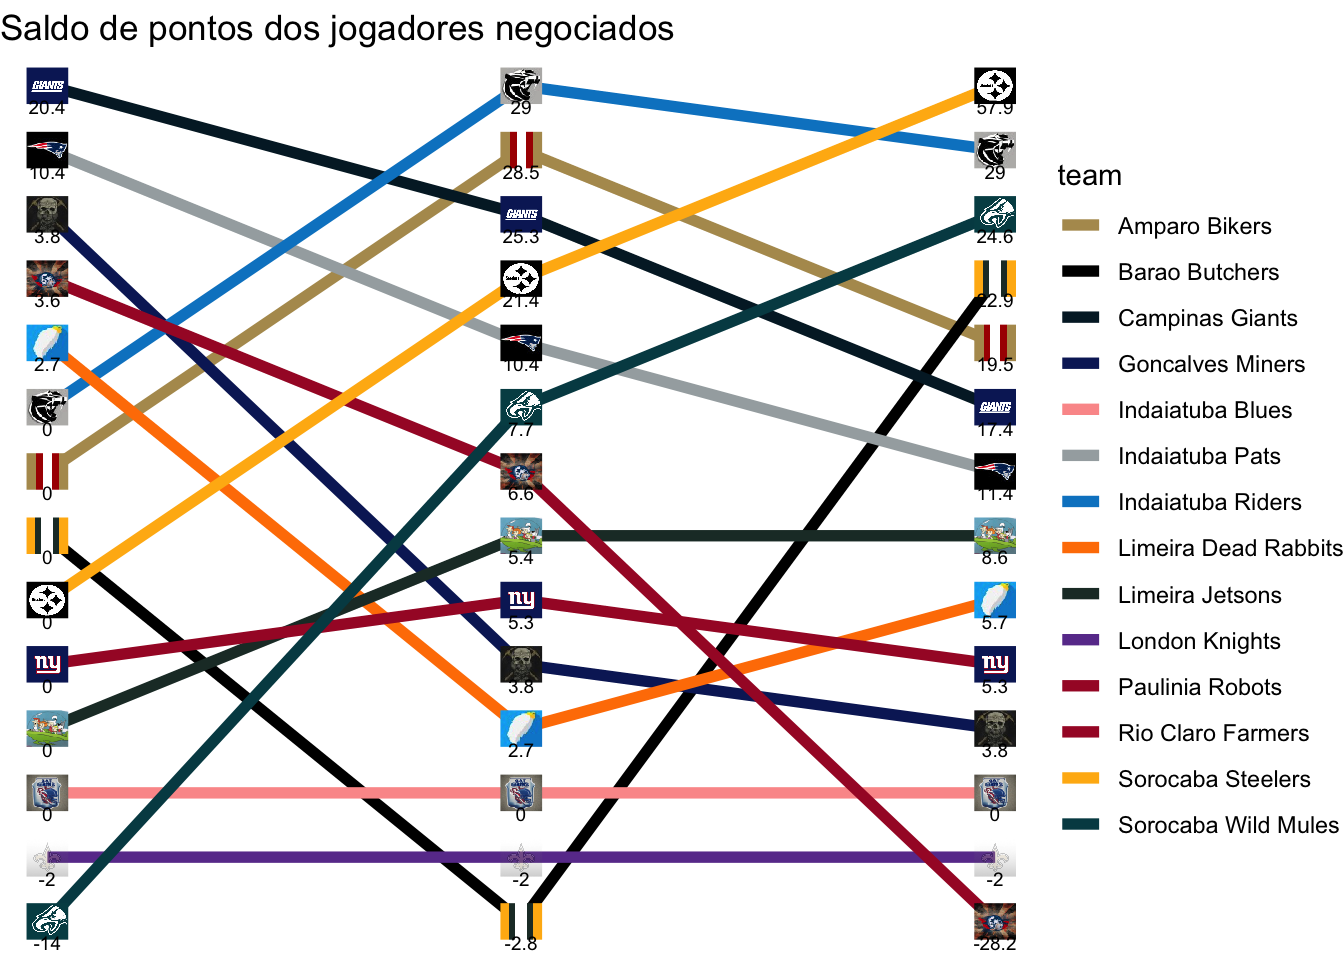 Saldo de pontos dos jogadores negociados
GIANTS
20.4
10.4
3.8
3.6
2.7
0
0
0
0
ny
0
0
0
-2
-14
29
28.5
GIANTS
25.3
21.4
10.4
7.7
6.6
5.4
ny
5.3
3.8
2.7
0
-2
-2.8
57.9
29
24.6
22.9
19.5
GIANTS
17.4
11.4
8.6
5.7
ny
5.3
3.8
0
-2
-28.2
team
Amparo Bikers
Barao Butchers
Campinas Giants
Goncalves Miners
Indaiatuba Blues
Indaiatuba Pats
Indaiatuba Riders
Limeira Dead Rabbits
Limeira Jetsons
London Knights
Paulinia Robots
Rio Claro Farmers
Sorocaba Steelers
Sorocaba Wild Mules